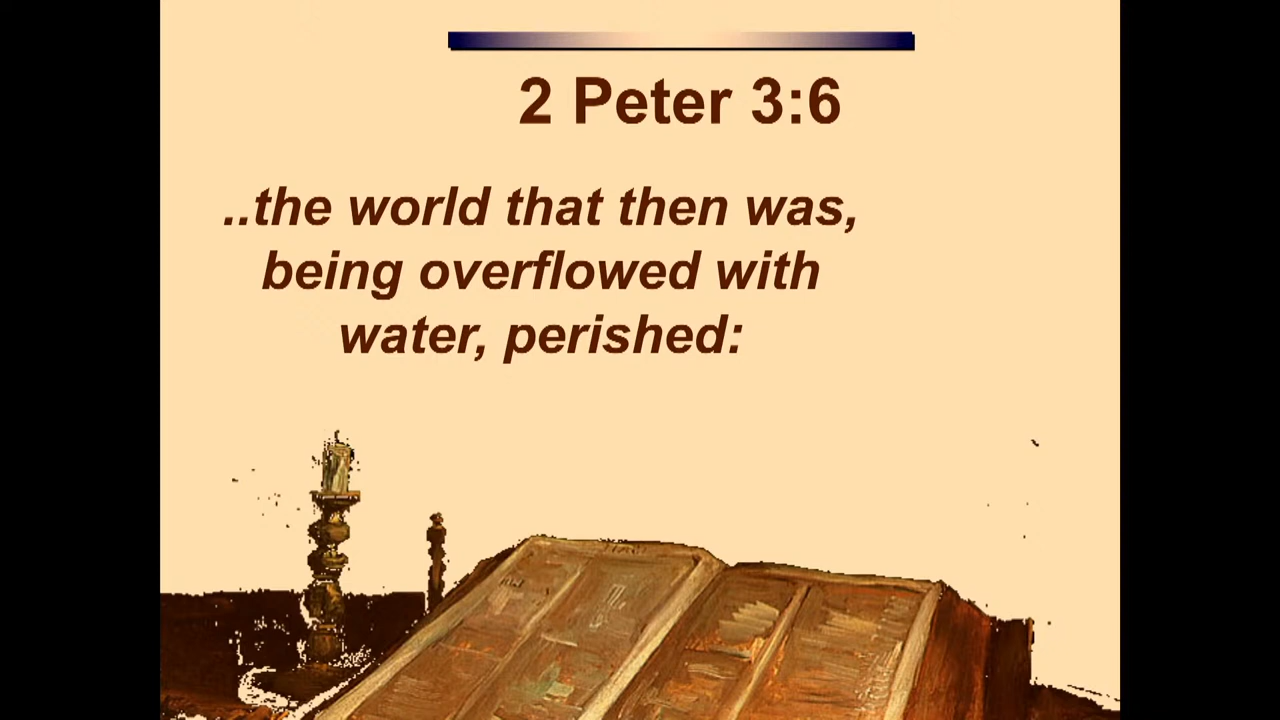 2 Peter 3:6
..the world that then was,
being overflowed with
water, perished: